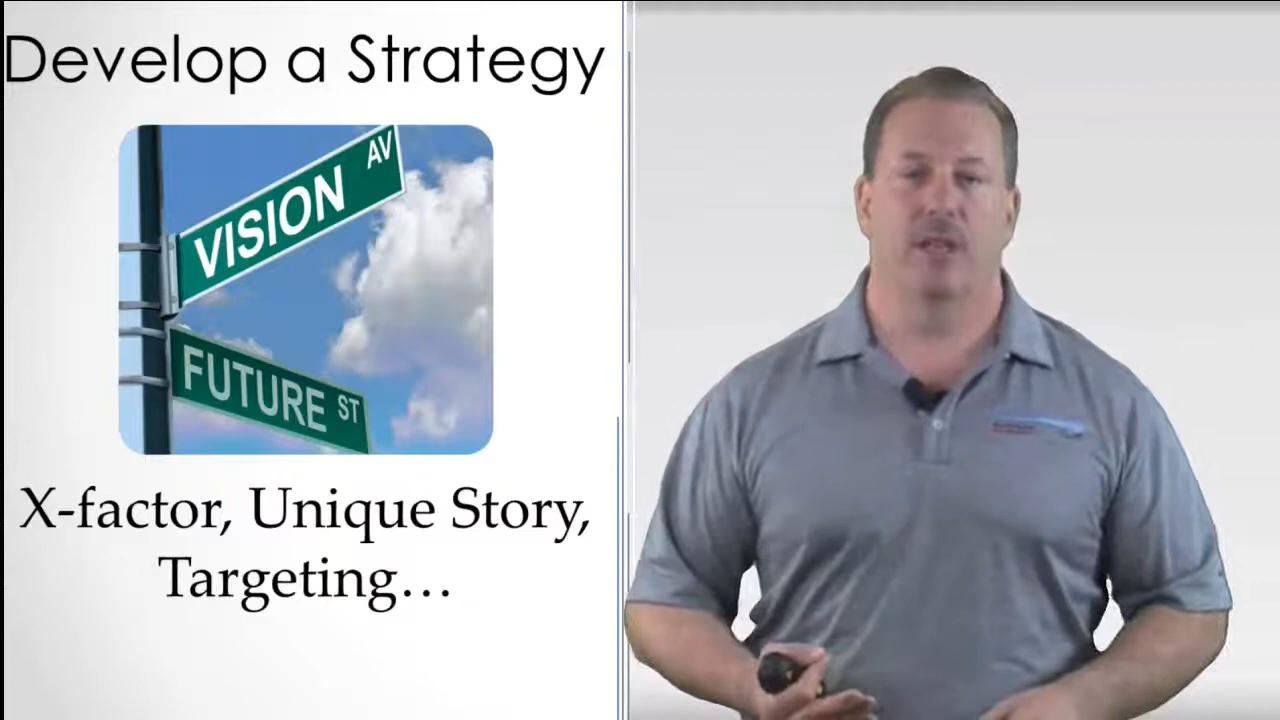 Develop a Strategy
VISION AV
FUTURE ST
X-factor, Unique Story,
Targeting…